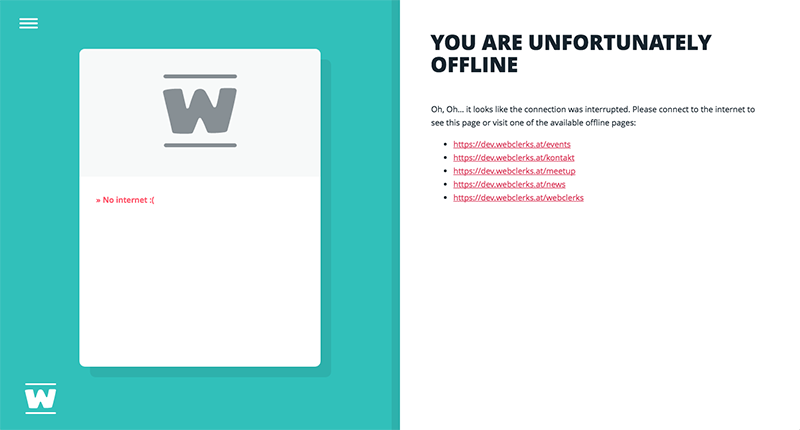 W
» No internet :(
W
YOU ARE UNFORTUNATELY
OFFLINE
Oh, Oh... it looks like the connection was interrupted. Please connect to the internet to
see this page or visit one of the available offline pages:
• https://dev.webclerks.at/events
• https://dev.webclerks.at/kontakt
• https://dev.webclerks.at/meetup
• https://dev.webclerks.at/news
• https://dev.webclerks.at/webclerks